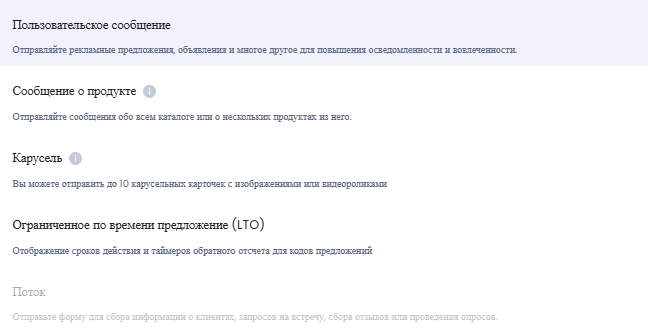 Пользовательское сообщение
Отправляйте рекламные предложения, объявления и многое другое для повышения осведомленности и вовлеченности.
Сообщение о продукте
Отправляйте сообщения обо всем каталоге или о нескольких продуктах из него.
Карусель
Вы можете отправить до 10 карусельных карточек с изображениями или видеороликами
Ограниченное по времени предложение (LTO)
Отображение сроков действия и таймеров обратного отсчета для кодов предложений
Поток
Отправьте форму для сбора информации о клиентах, запросов на встречу, сбора отзывов или проведения опросов.